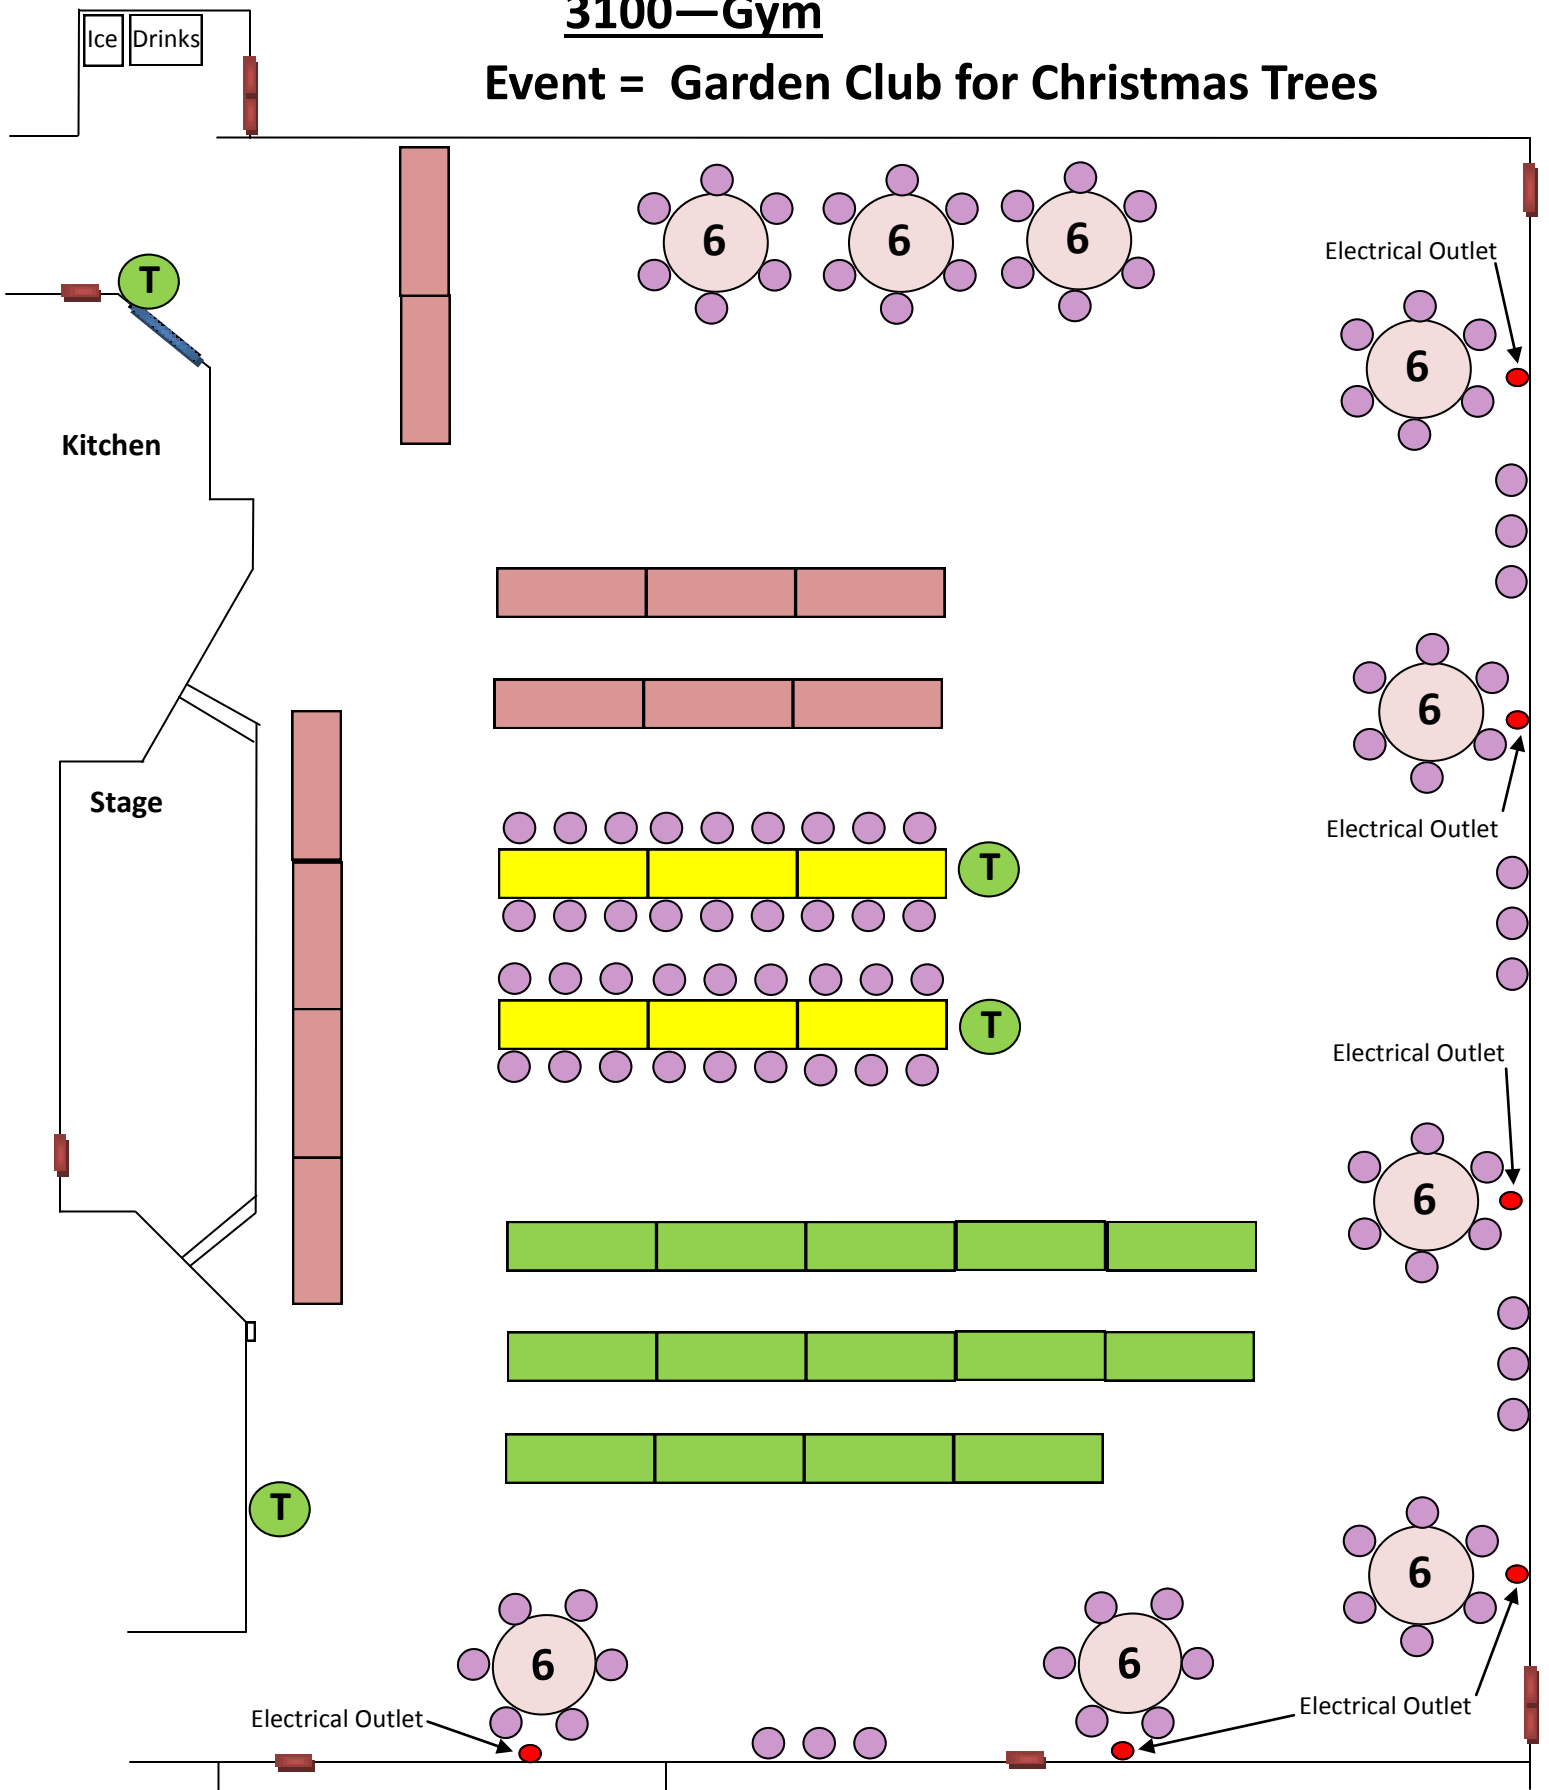 3100—Gym
Ice
Drinks
Event = Garden Club for Christmas Trees
6
6
6
Electrical Outlet
T
6
Kitchen
6
Stage
Electrical Outlet
T
T
Electrical Outlet
6
T
6
6
6
Electrical Outlet
Electrical Outlet